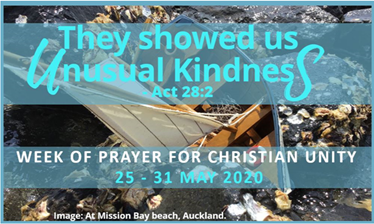 They showed us
Unusual KindnesS
- Act 28:2
WEEK OF PRAYER FOR CHRISTIAN UNITY
25 - 31 MAY 2020
Image: At Mission Bay beach, Auckland.